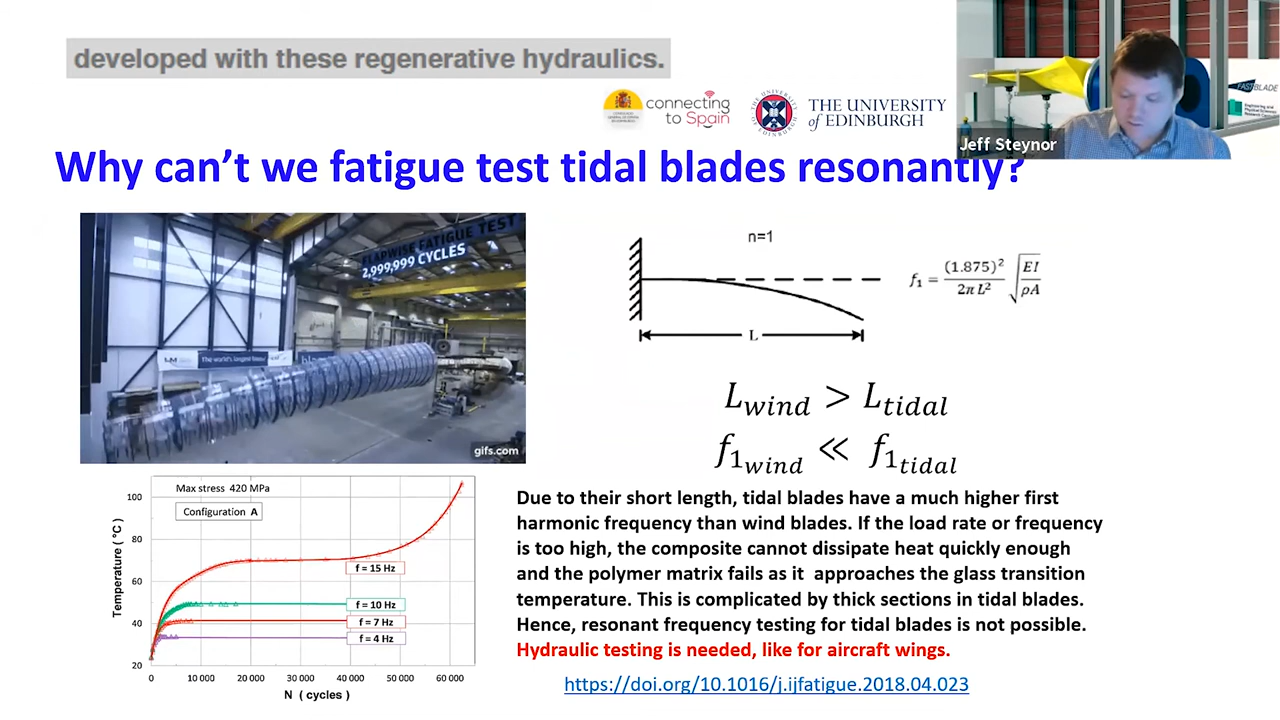 developed with these regenerative hydraulics.
connecting
to Spain
THE UNIVERSITY
of EDINBURGH
FASTBLADE
Jeff Steynor
Why can't we fatigue test tidal blades resonantly?
FLAPWISE FATIGUE TEST
2,999,999 CYCLES
LM
The world's longest
gifs.com
n=1
L
f₁ = (1.875)² / 2πL² √(EI / ρA)
L_wind > L_tidal
f₁_wind ≪ f₁_tidal
Due to their short length, tidal blades have a much higher first
harmonic frequency than wind blades. If the load rate or frequency
is too high, the composite cannot dissipate heat quickly enough
and the polymer matrix fails as it approaches the glass transition
temperature. This is complicated by thick sections in tidal blades.
Hence, resonant frequency testing for tidal blades is not possible.
Hydraulic testing is needed, like for aircraft wings.
https://doi.org/10.1016/j.ijfatigue.2018.04.023
Max stress 420 MPa
Configuration A
Temperature ( °C )
100
80
60
40
20
f = 15 Hz
f = 10 Hz
f = 7 Hz
f = 4 Hz
0
10 000
20 000
30 000
40 000
50 000
60 000
N ( cycles )